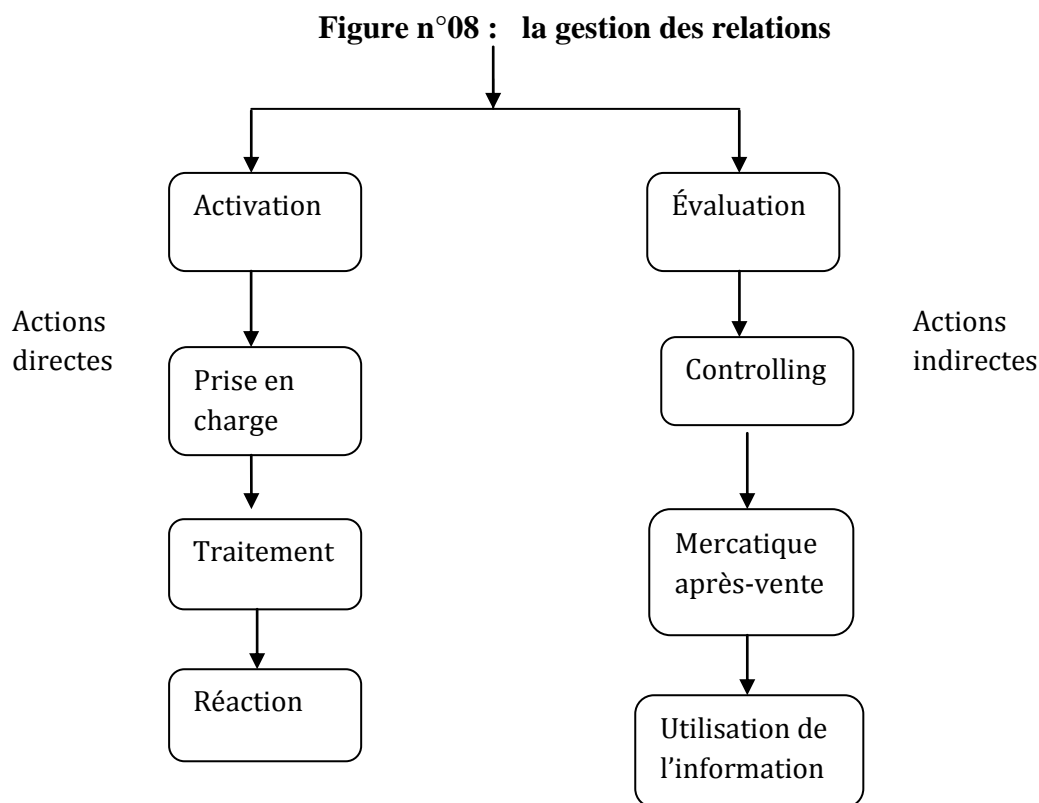 Figure n°08 : la gestion des relations
Activation
Évaluation
Actions
directes
Actions
indirectes
Prise en
charge
Controlling
Traitement
Mercatique
après-vente
Réaction
Utilisation de
l’information